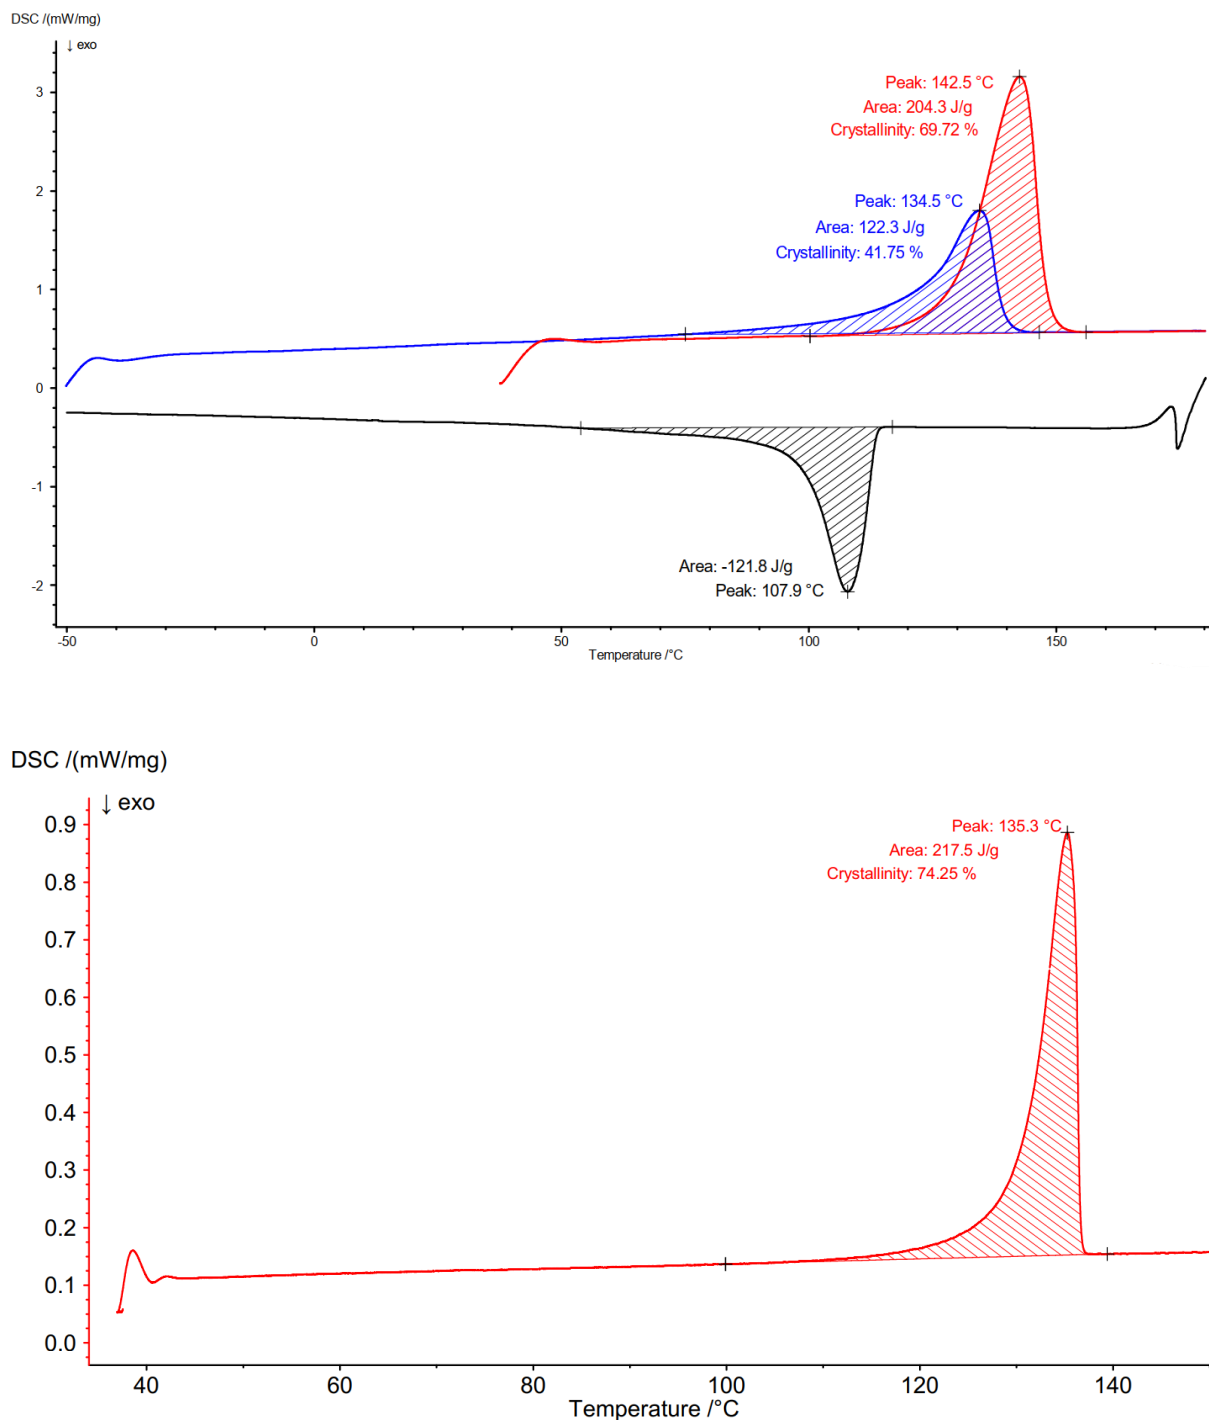 DSC /(mW/mg)
↓ exo
Peak: 142.5 °C
Area: 204.3 J/g
Crystallinity: 69.72 %
Peak: 134.5 °C
Area: 122.3 J/g
Crystallinity: 41.75 %
3
2
1
0
-1
-2
Area: -121.8 J/g
Peak: 107.9 °C
-50
0
50
100
150
Temperature /°C
DSC /(mW/mg)
↓ exo
Peak: 135.3 °C
Area: 217.5 J/g
Crystallinity: 74.25 %
0.9
0.8
0.7
0.6
0.5
0.4
0.3
0.2
0.1
0.0
40
60
80
100
120
140
Temperature /°C